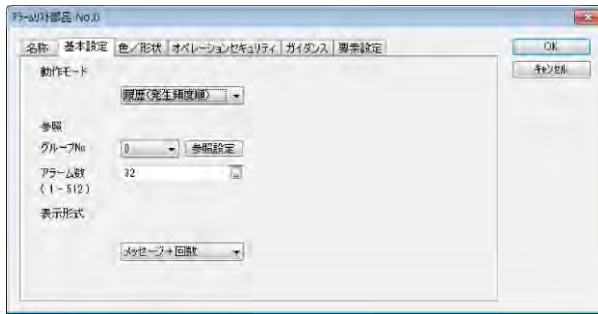 アラームリスト部品 No.0
名称 基本設定 色/形状 オペレーションセキュリティ ガイダンス 要素設定
OK
キャンセル
動作モード
履歴(発生頻度順)
参照
グループNo 0 参照設定
アラーム数 32 ...
(1-512)
表示形式
メッセージ+回数